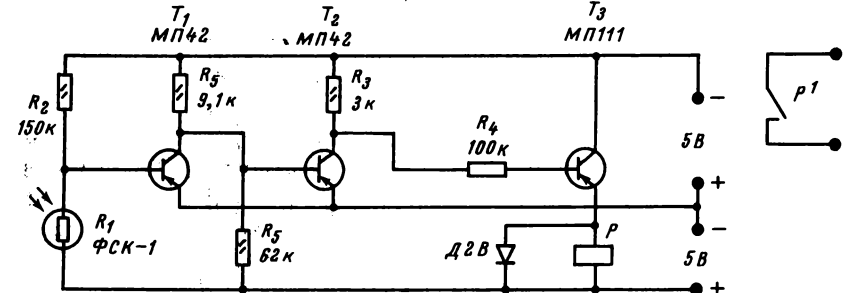 T1
МП42
T2
МП42
T3
МП111
R2
150к
R5
9,1к
R3
3к
R4
100к
R1
ФСК-1
R5
62к
Д2В
Р
Р1
−
5В
+
−
5В
+